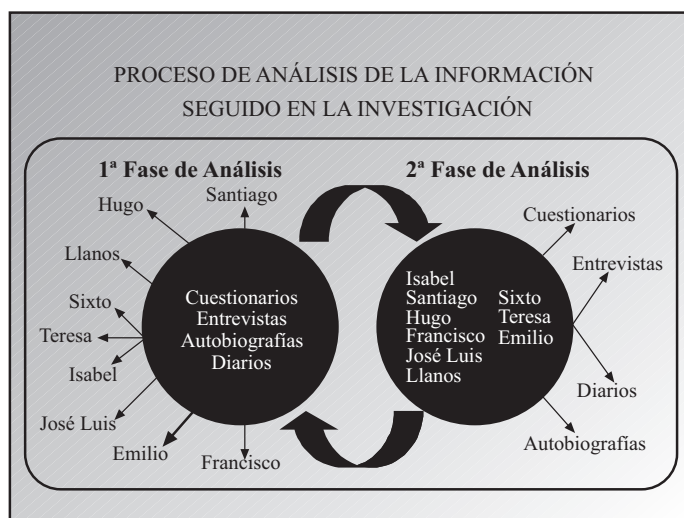 PROCESO DE ANÁLISIS DE LA INFORMACIÓN
SEGUIDO EN LA INVESTIGACIÓN
1ª Fase de Análisis
Santiago
Hugo
Llanos
Sixto
Teresa
Isabel
José Luis
Emilio
Francisco
Cuestionarios
Entrevistas
Autobiografías
Diarios
2ª Fase de Análisis
Isabel
Santiago
Hugo
Francisco
José Luis
Llanos
Sixto
Teresa
Emilio
Cuestionarios
Entrevistas
Diarios
Autobiografías